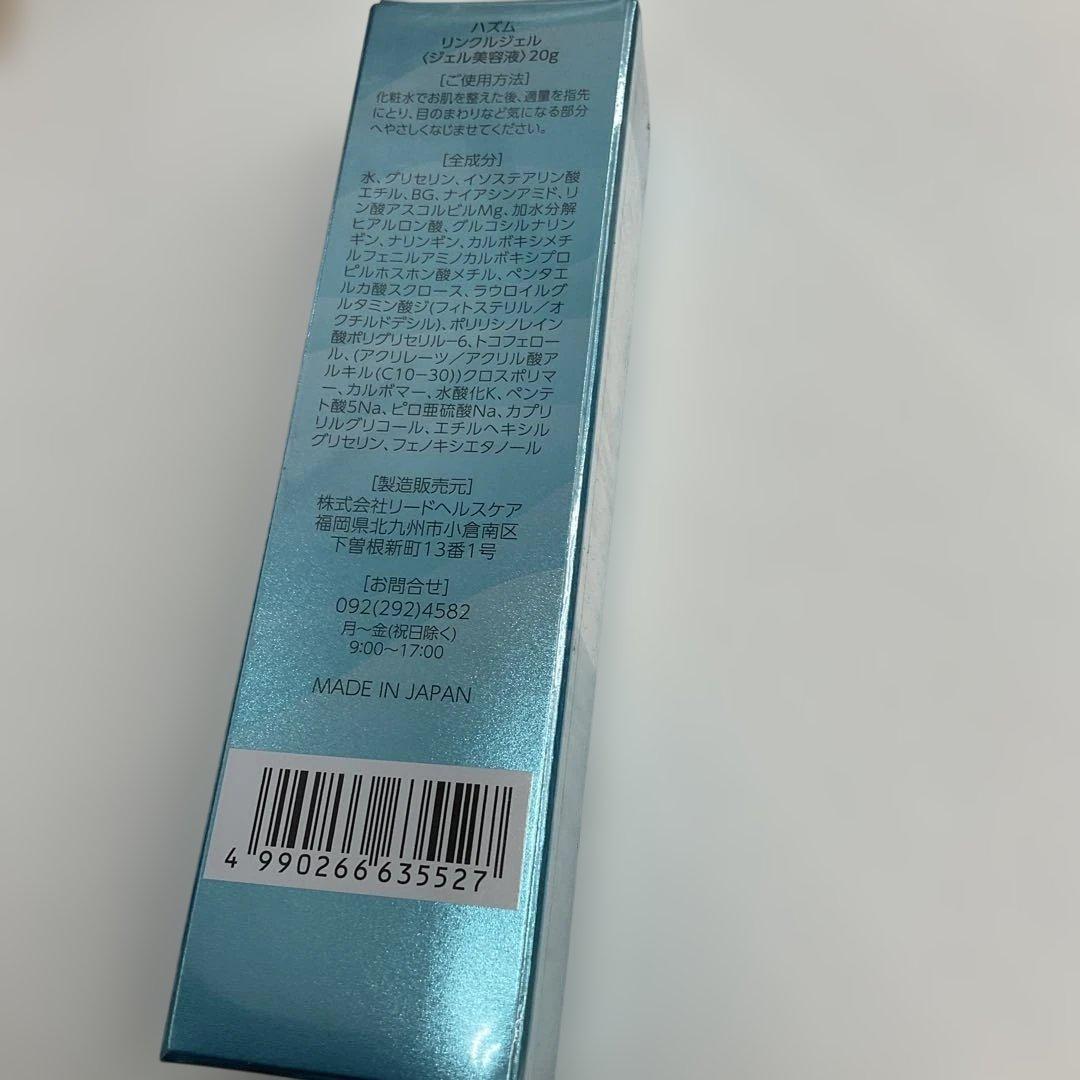 ハズム
リンクルジェル
〈ジェル美容液〉20g
[ご使用方法]
化粧水でお肌を整えた後、適量を指先
にとり、目のまわりなど気になる部分
へやさしくなじませてください。
[全成分]
水、グリセリン、イソステアリン酸
エチル、BG、ナイアシンアミド、リ
ン酸アスコルビルMg、加水分解
ヒアルロン酸、グルコシルナリン
ギン、ナリンギン、カルボキシメチ
ルフェニルアミノカルボキシプロ
ピルホスホン酸メチル、ペンタエ
ルカ酸スクロース、ラウロイルグ
ルタミン酸ジ(フィトステリル／オ
クチルドデシル)、ポリリシノレイン
酸ポリグリセリル−6、トコフェロー
ル、(アクリレーツ／アクリル酸ア
ルキル(C10−30))クロスポリマ
ー、カルボマー、水酸化K、ペンテ
ト酸5Na、ピロ亜硫酸Na、カプリ
リルグリコール、エチルヘキシル
グリセリン、フェノキシエタノール
[製造販売元]
株式会社リードヘルスケア
福岡県北九州市小倉南区
下曽根新町13番1号
[お問合せ]
092(292)4582
月〜金(祝日除く)
9:00〜17:00
MADE IN JAPAN
4 990266 635527